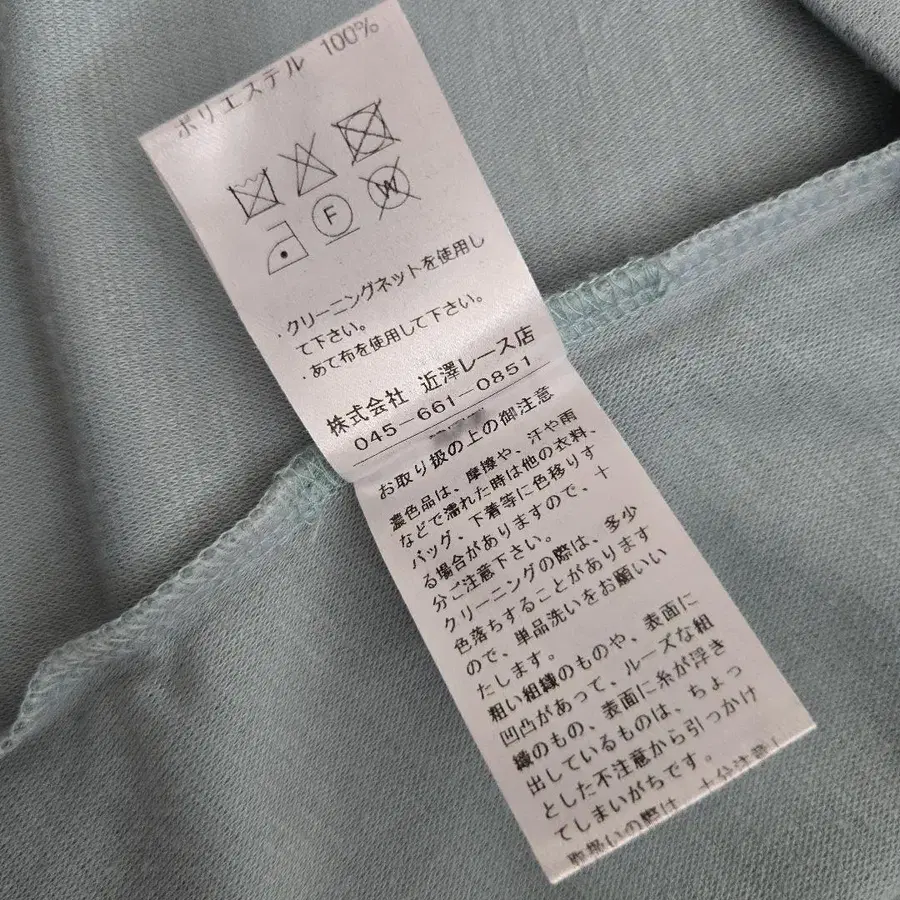 ポリエステル 100%
F
W
・クリーニングネットを使用し
て下さい。
・あて布を使用して下さい。
株式会社 近澤レース店
045-661-0851
お取り扱の上の御注意
濃色品は、摩擦や、汗や雨
などで濡れた時は他の衣料、
バッグ、下着等に色移りす
る場合がありますので、十
分ご注意下さい。
クリーニングの際は、多少
色落ちすることがあります
ので、単品洗いをお願いい
たします。
粗い組織のものや、表面に
凹凸があって、ルーズな組
織のもの、表面に糸が浮き
出しているものは、ちょっ
とした不注意から引っかけ
てしまいがちです。
取扱いの際は、十分注意し